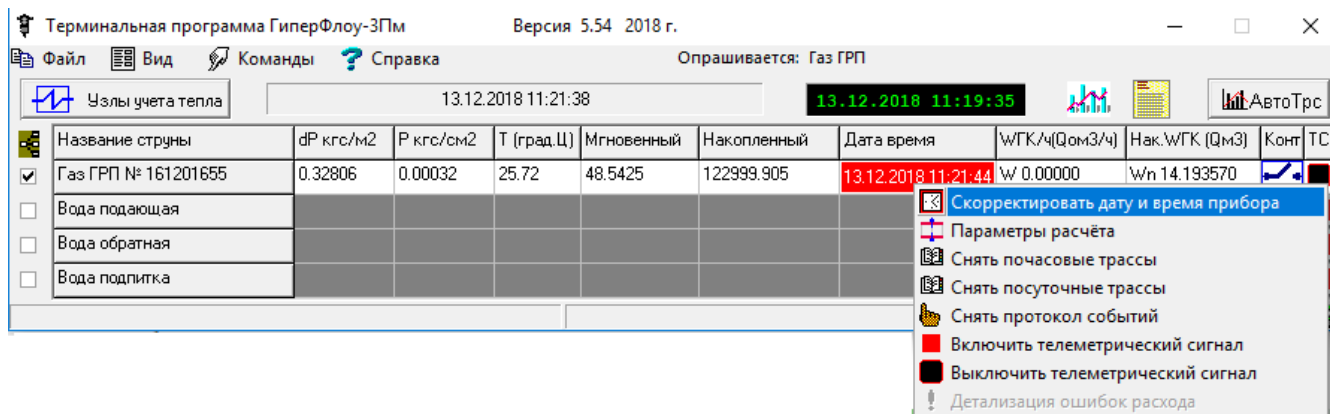 Терминальная программа ГиперФлоу-3Пм Версия 5.54 2018 г.
Файл Вид Команды Справка Опрашивается: Газ ГРП
Узлы учета тепла 13.12.2018 11:21:38 13.12.2018 11:19:35 АвтоТрс
Название струны dP кгс/м2 P кгс/см2 T (град.Ц) Мгновенный Накопленный Дата время WГК/ч(Qом3/ч) Нак.WГК (Qм3) Конт ТС
Газ ГРП № 161201655 0.32806 0.00032 25.72 48.5425 122999.905 13.12.2018 11:21:44 W 0.00000 Wn 14.193570
Вода подающая
Вода обратная
Вода подпитка
Скорректировать дату и время прибора
Параметры расчёта
Снять почасовые трассы
Снять посуточные трассы
Снять протокол событий
Включить телеметрический сигнал
Выключить телеметрический сигнал
Детализация ошибок расхода